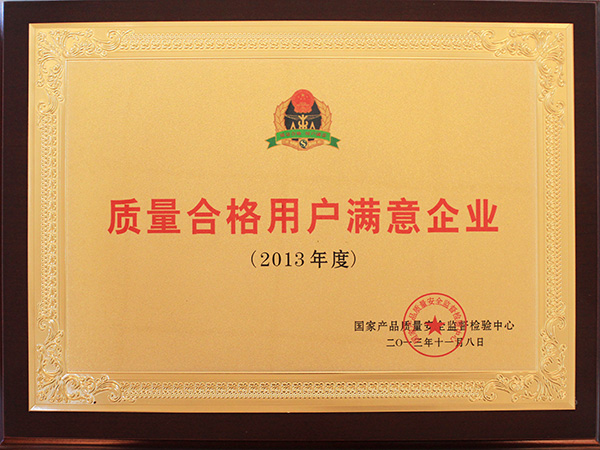 质量合格用户满意企业
(2013年度)
国家产品质量安全监督检验中心
二〇一三年十一月八日